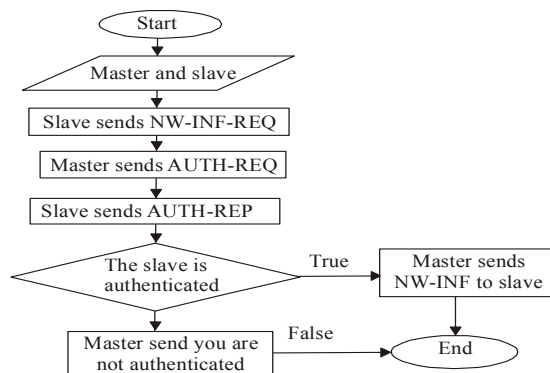 Start
Master and slave
Slave sends NW-INF-REQ
Master sends AUTH-REQ
Slave sends AUTH-REP
The slave is
authenticated
True
Master sends
NW-INF to slave
Master send you are
not authenticated
False
End